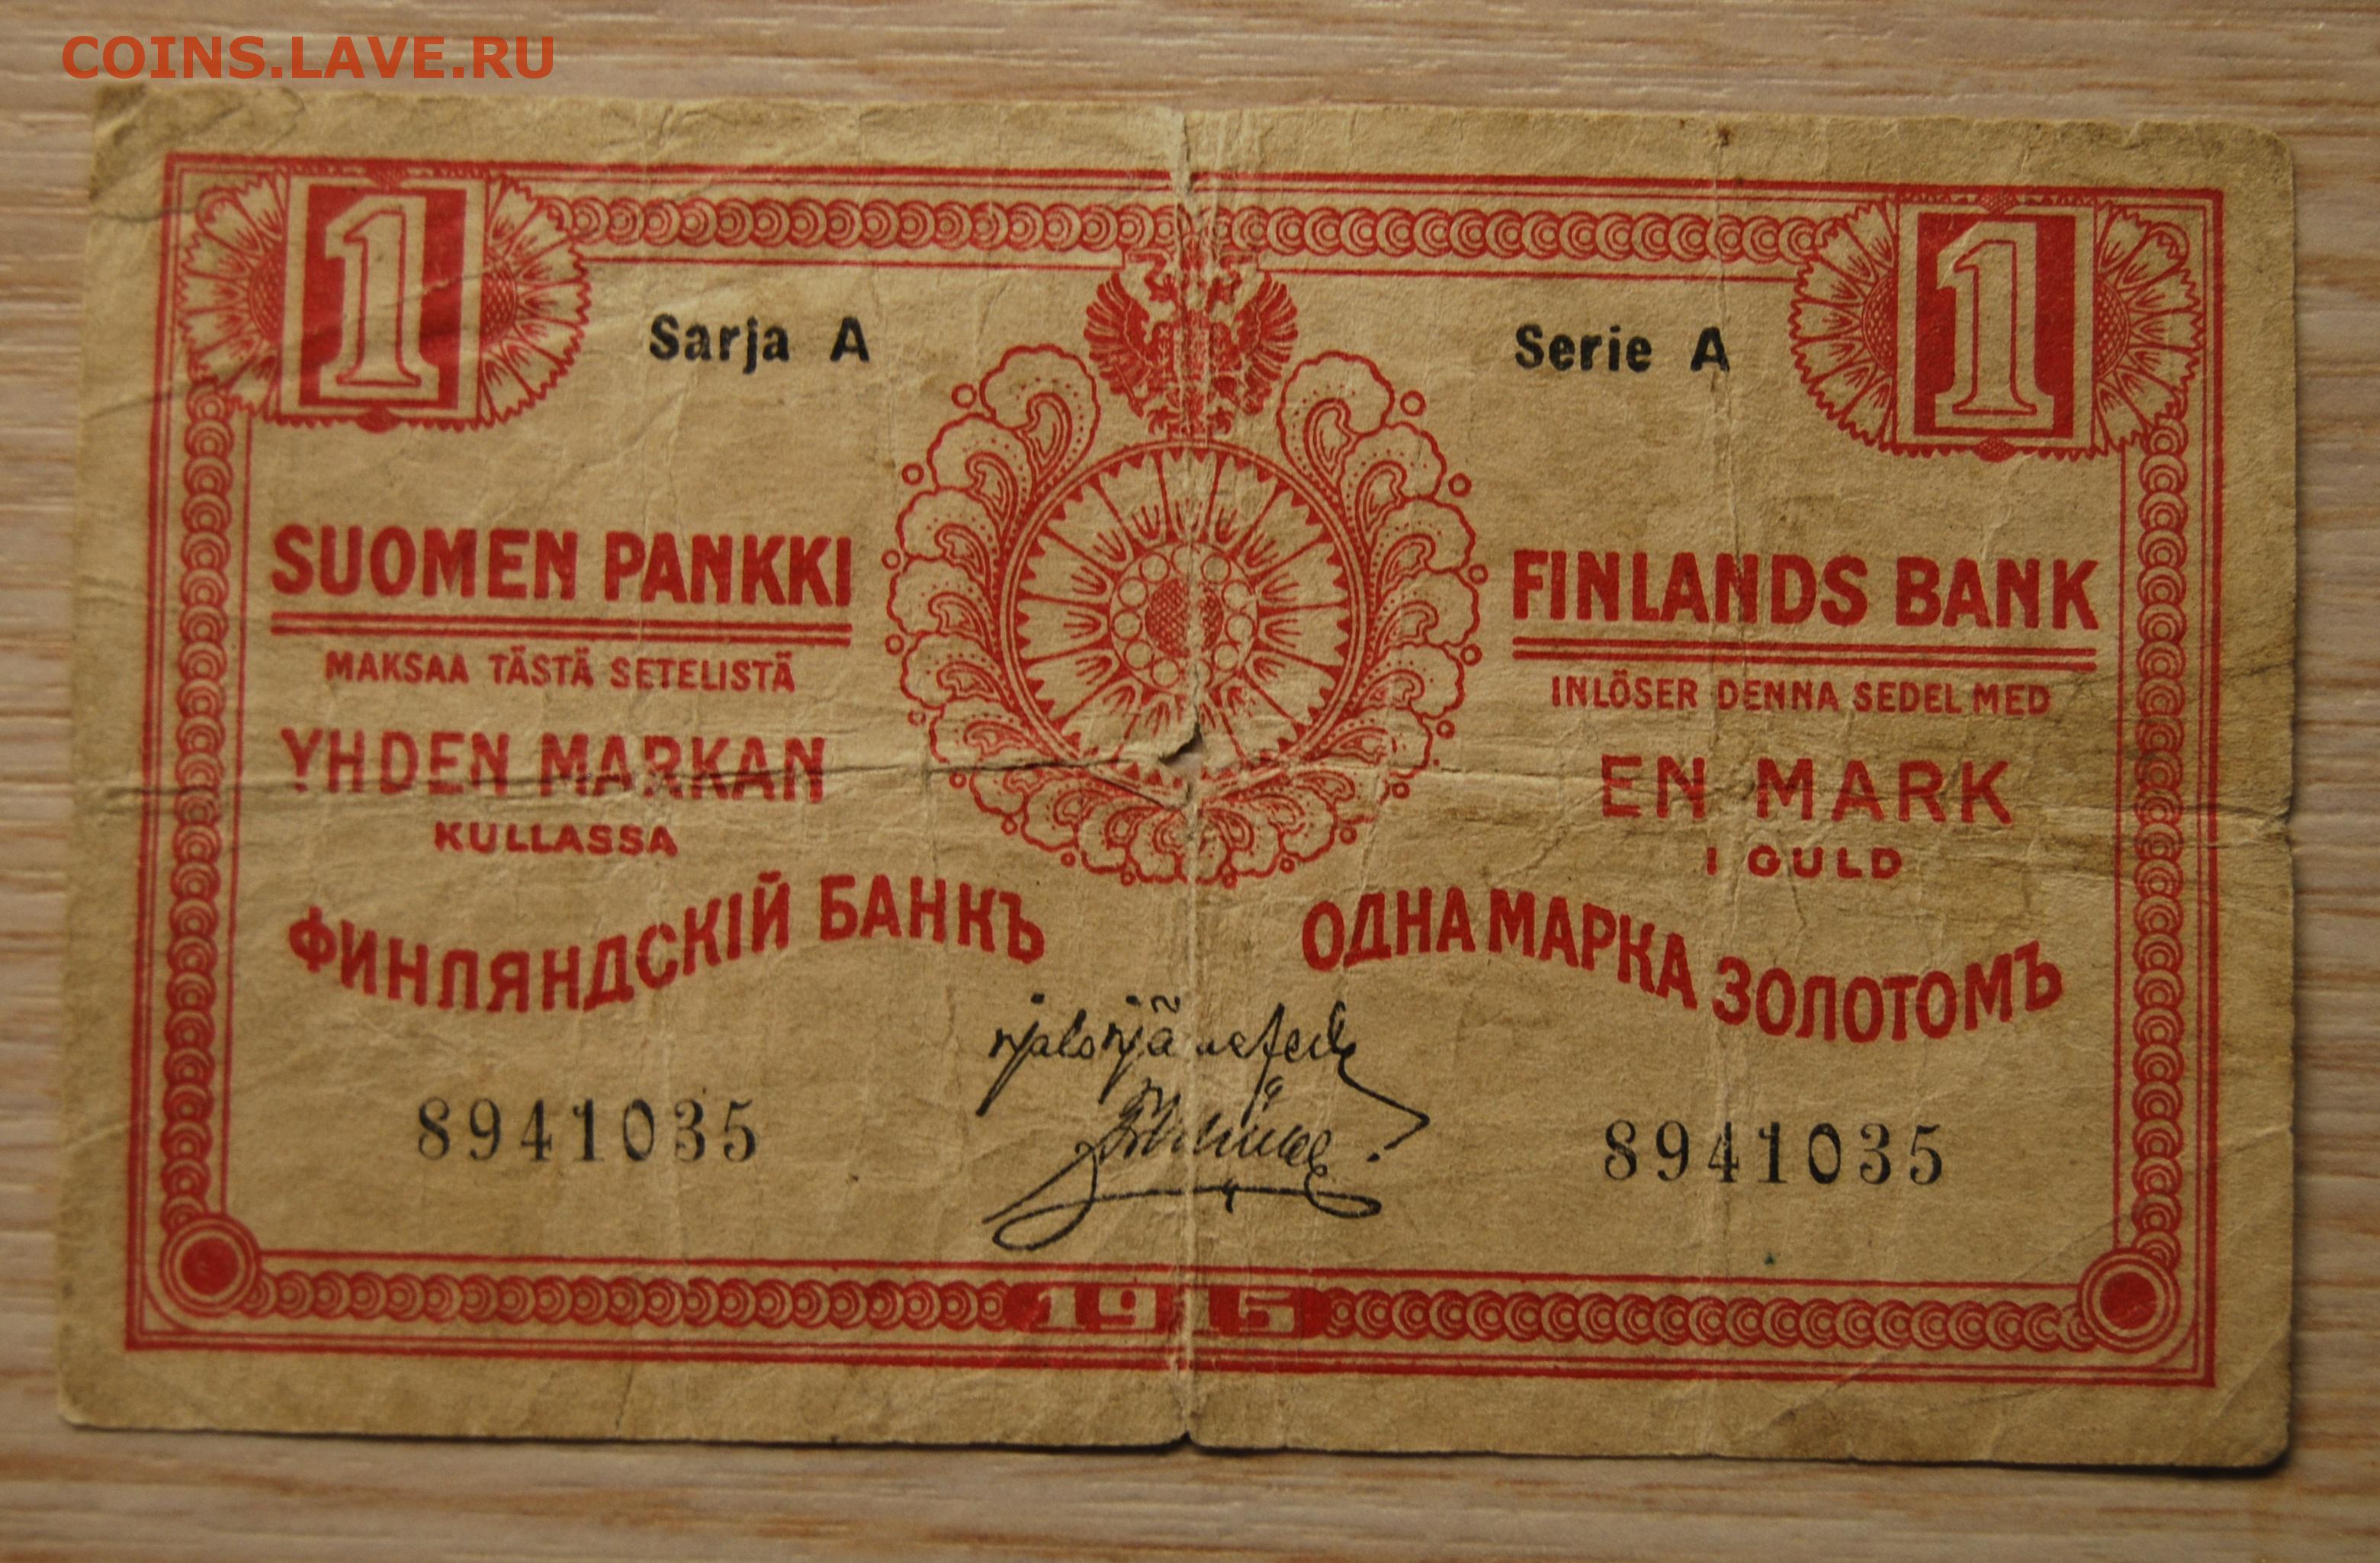 COINS.LAVE.RU
1 1
Sarja A Serie A
SUOMEN PANKKI
MAKSAA TÄSTÄ SETELISTÄ
YHDEN MARKAN
KULLASSA
FINLANDS BANK
INLÖSER DENNA SEDEL MED
EN MARK
I GULD
ФИНЛЯНДСКІЙ БАНКЪ
ОДНА МАРКА ЗОЛОТОМЪ
8941035 8941035
1915